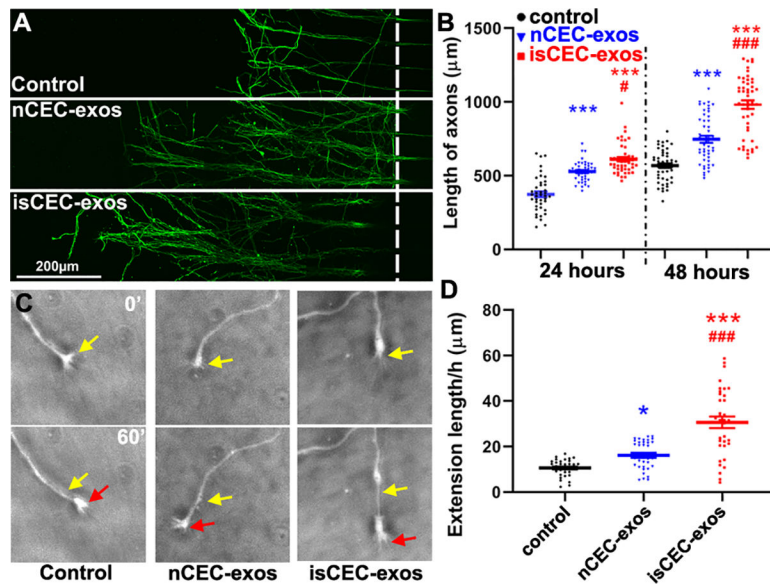 A
Control
nCEC-exos
isCEC-exos
200μm
B
control
nCEC-exos
isCEC-exos
Length of axons (μm)
1500
1000
500
0
***
***
#
***
***
###
24 hours
48 hours
C
0'
60'
Control
nCEC-exos
isCEC-exos
D
Extension length/h (μm)
80
60
40
20
0
*
***
###
control
nCEC-exos
isCEC-exos